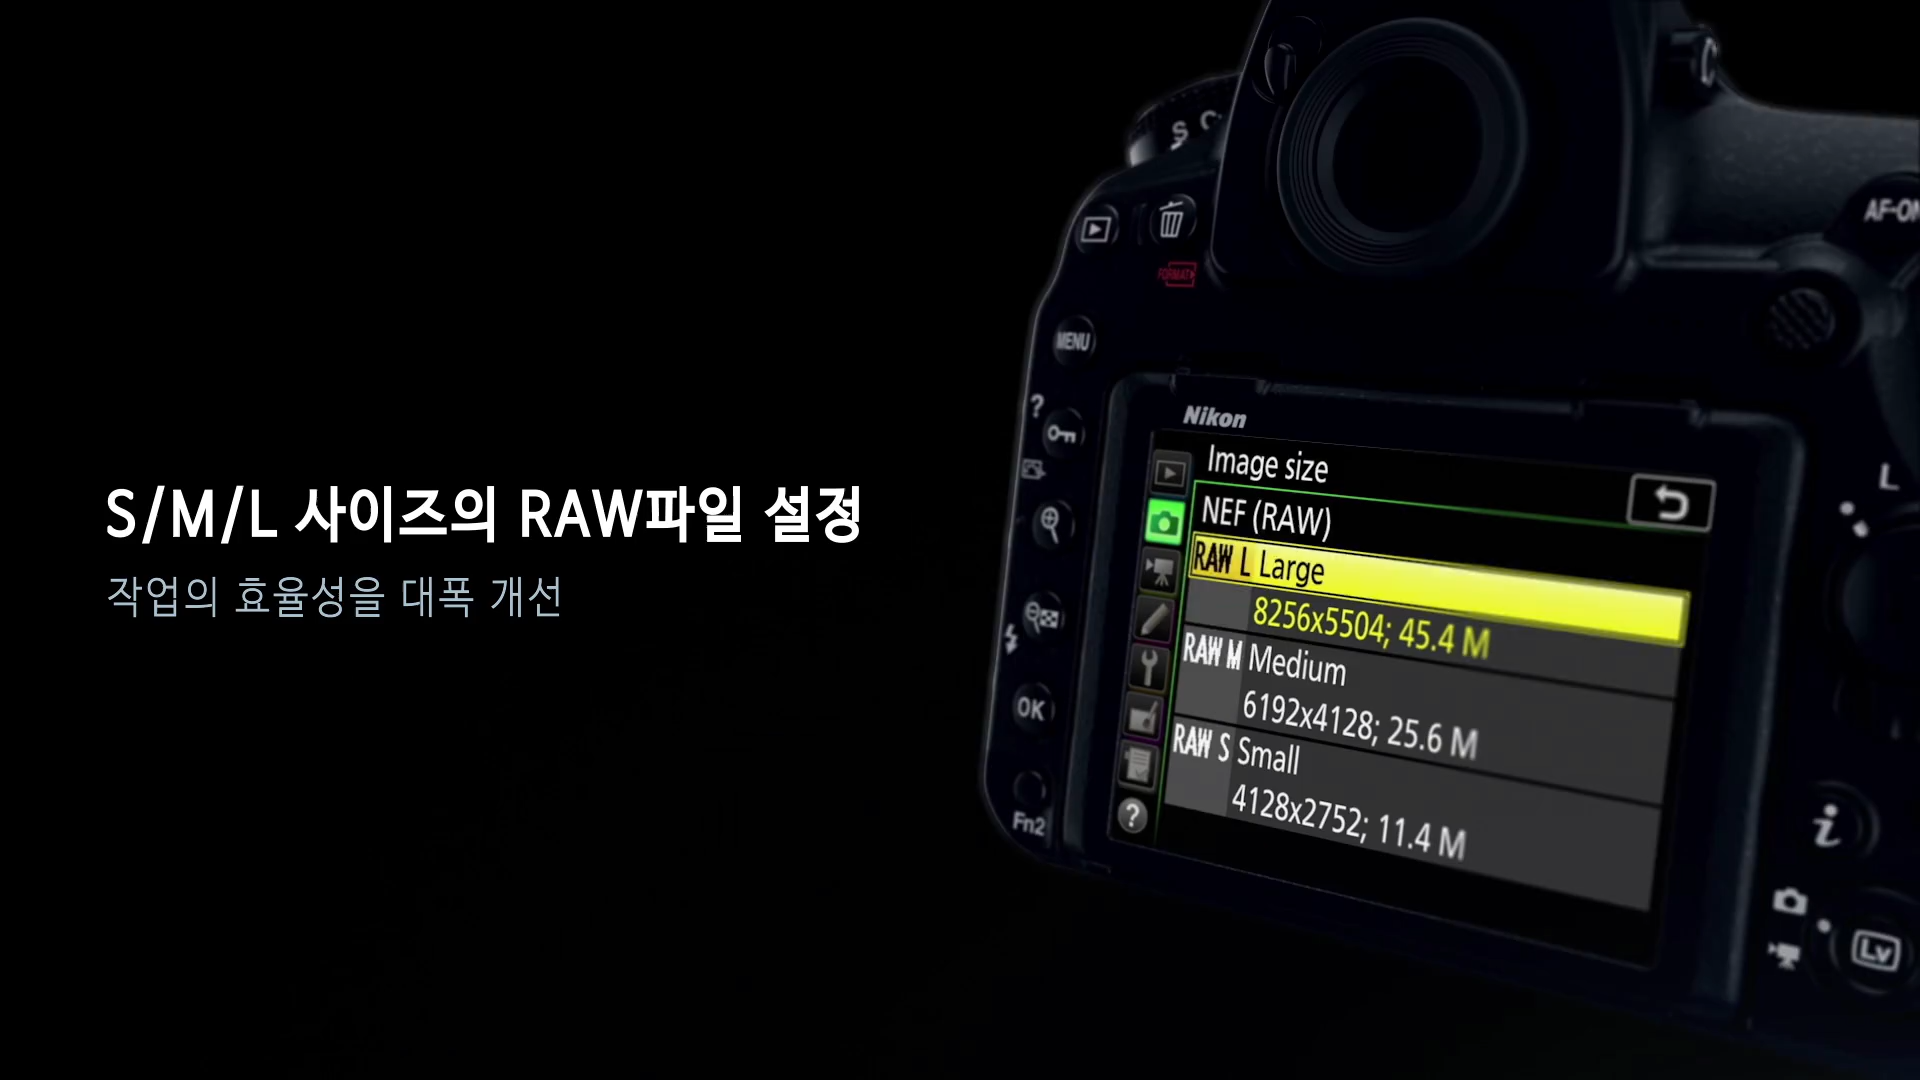 S/M/L 사이즈의 RAW파일 설정
작업의 효율성을 대폭 개선
S
FORMAT
MENU
?
OK
Fn2
AF-ON
L
i
Lv
Nikon
Image size
NEF (RAW)
RAW L Large
8256x5504; 45.4 M
RAW M Medium
6192x4128; 25.6 M
RAW S Small
4128x2752; 11.4 M
?